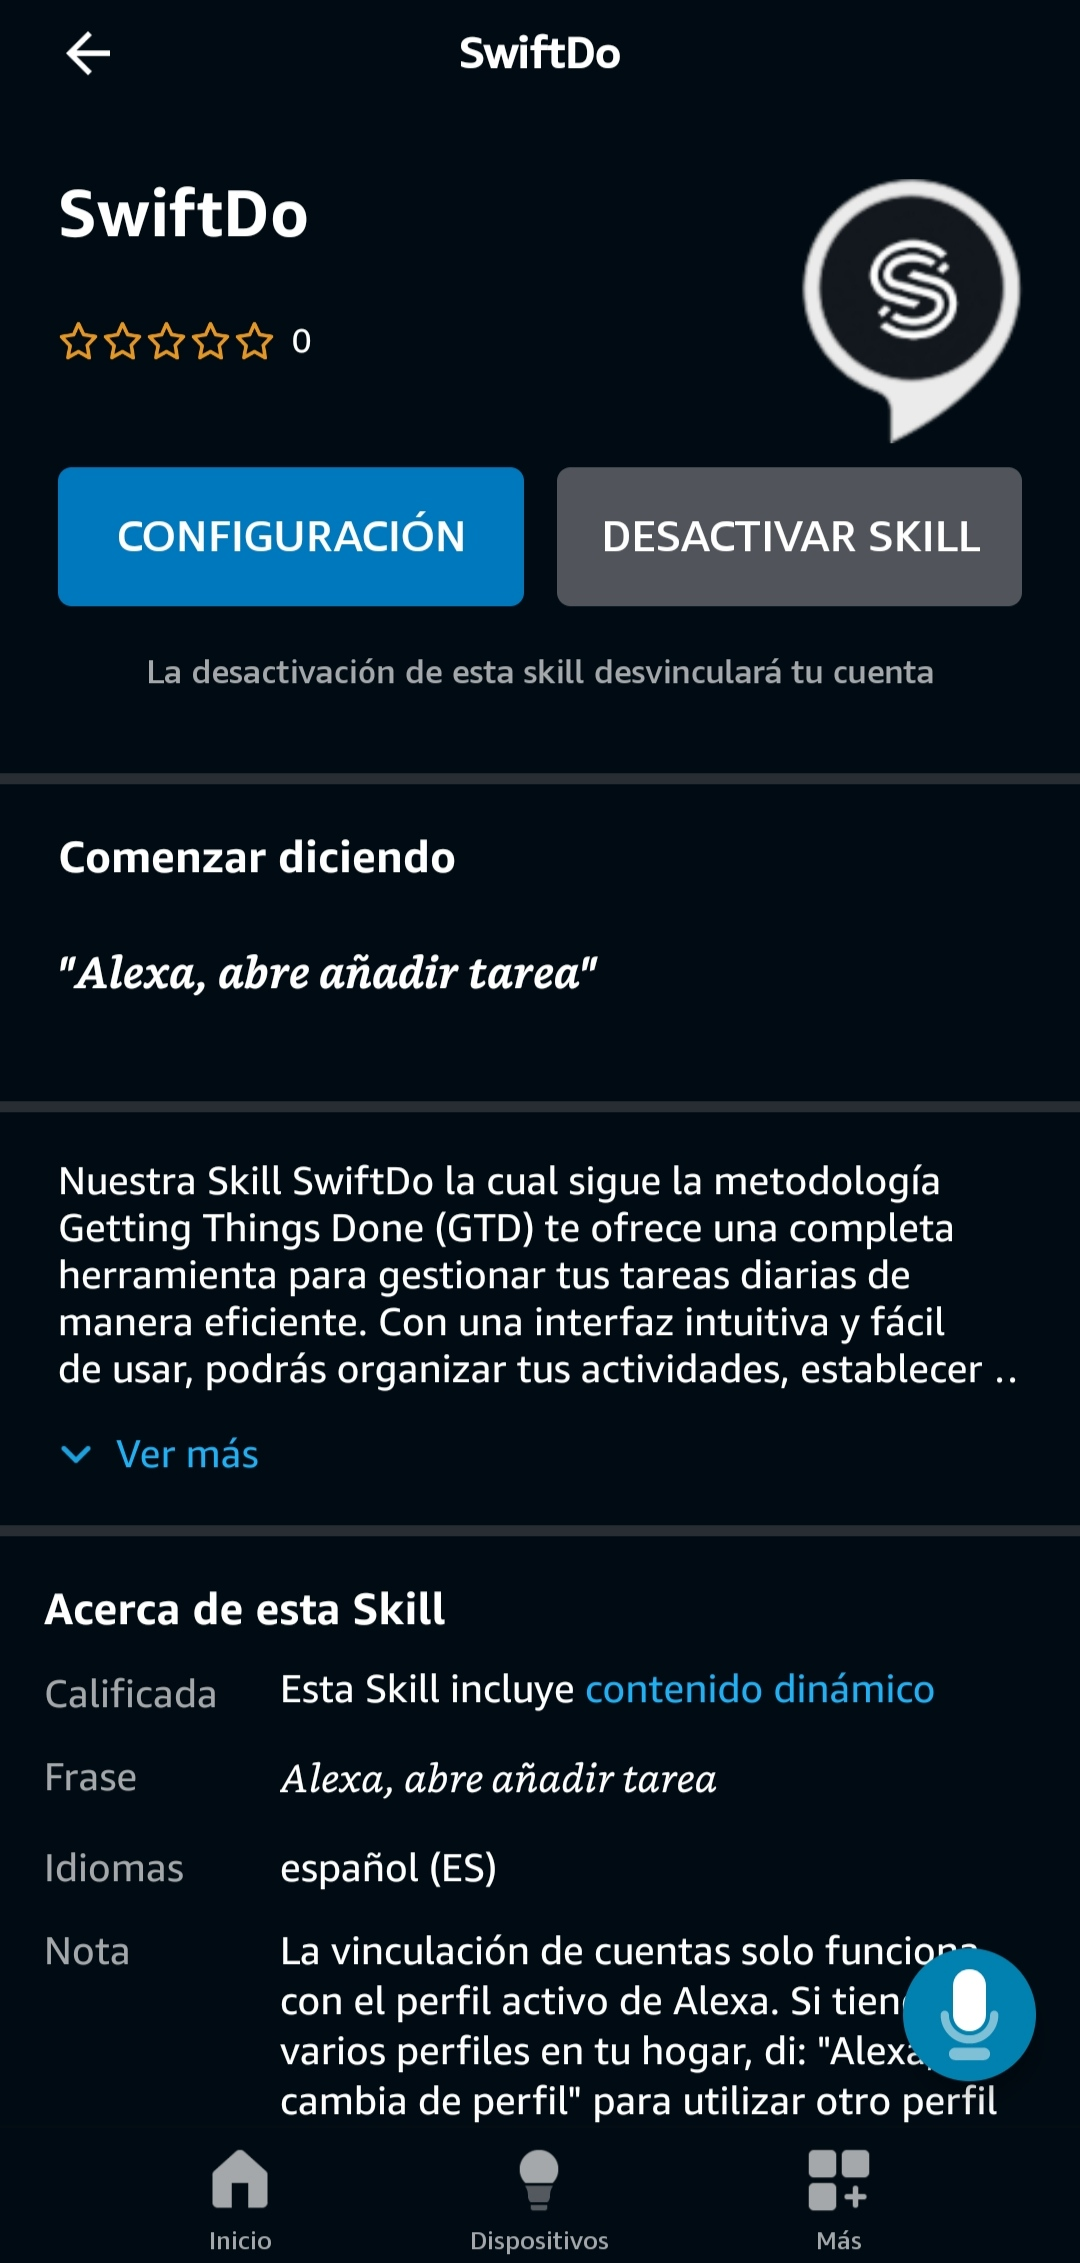 SwiftDo
SwiftDo
0
CONFIGURACIÓN
DESACTIVAR SKILL
La desactivación de esta skill desvinculará tu cuenta
Comenzar diciendo
"Alexa, abre añadir tarea"
Nuestra Skill SwiftDo la cual sigue la metodología
Getting Things Done (GTD) te ofrece una completa
herramienta para gestionar tus tareas diarias de
manera eficiente. Con una interfaz intuitiva y fácil
de usar, podrás organizar tus actividades, establecer ..
Ver más
Acerca de esta Skill
Calificada
Esta Skill incluye contenido dinámico
Frase
Alexa, abre añadir tarea
Idiomas
español (ES)
Nota
La vinculación de cuentas solo funciona
con el perfil activo de Alexa. Si
varios perfiles en tu hogar, di: "Alexa,
cambia de perfil" para utilizar otro perfil
Inicio
Dispositivos
Más